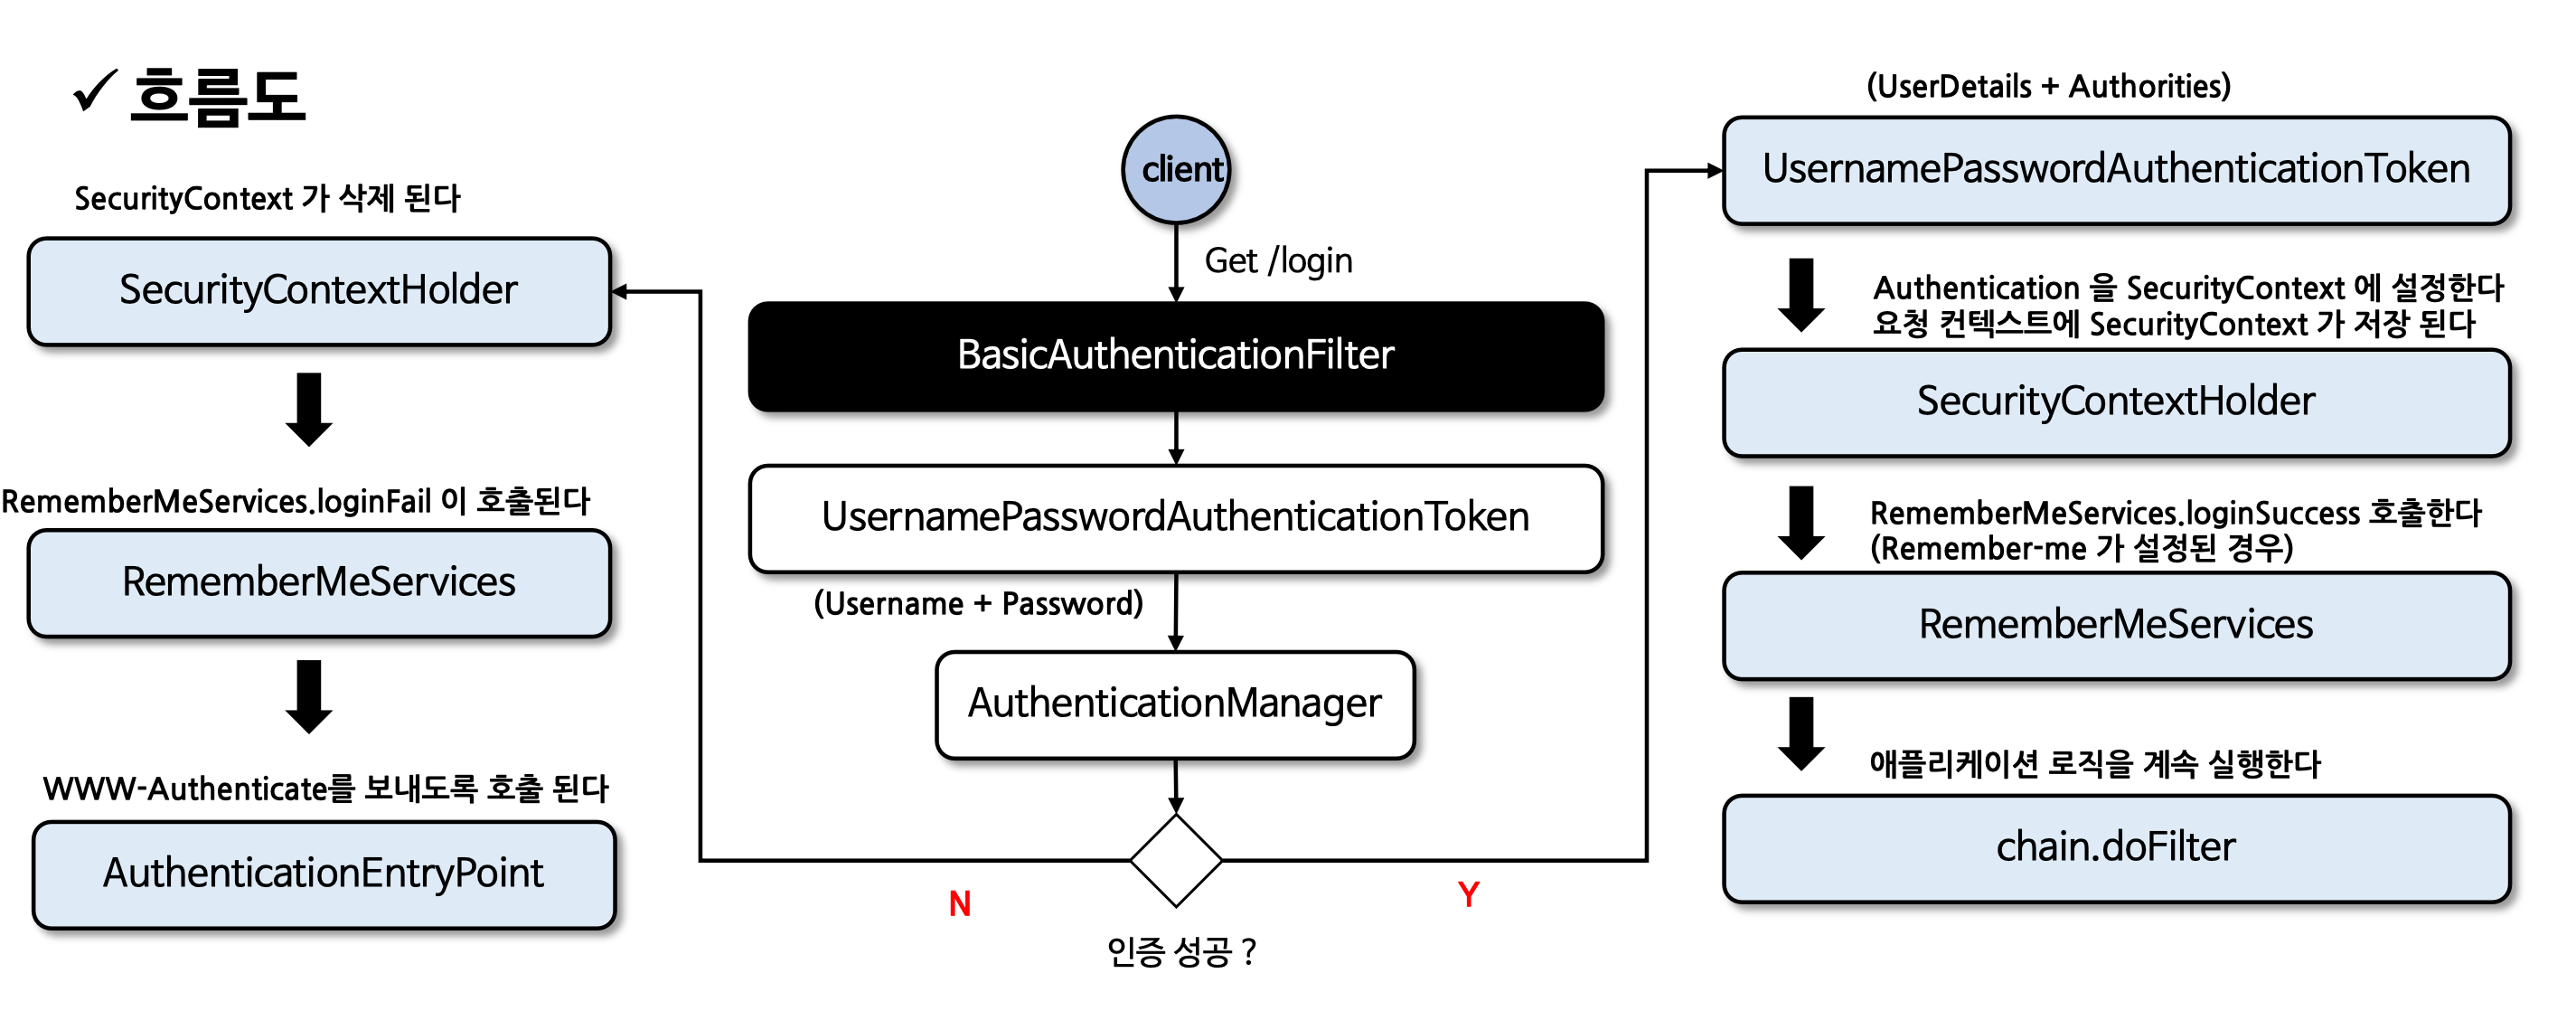 ✓ 흐름도
SecurityContext 가 삭제 된다
SecurityContextHolder
RememberMeServices.loginFail 이 호출된다
RememberMeServices
WWW-Authenticate를 보내도록 호출 된다
AuthenticationEntryPoint
client
Get /login
BasicAuthenticationFilter
UsernamePasswordAuthenticationToken
(Username + Password)
AuthenticationManager
N
Y
인증 성공 ?
(UserDetails + Authorities)
UsernamePasswordAuthenticationToken
Authentication 을 SecurityContext 에 설정한다
요청 컨텍스트에 SecurityContext 가 저장 된다
SecurityContextHolder
RememberMeServices.loginSuccess 호출한다
(Remember-me 가 설정된 경우)
RememberMeServices
애플리케이션 로직을 계속 실행한다
chain.doFilter